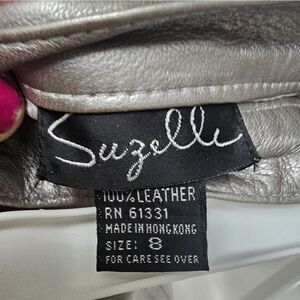 Suzelle
100% LEATHER
RN 61331
MADE IN HONG KONG
SIZE: 8
FOR CARE SEE OVER